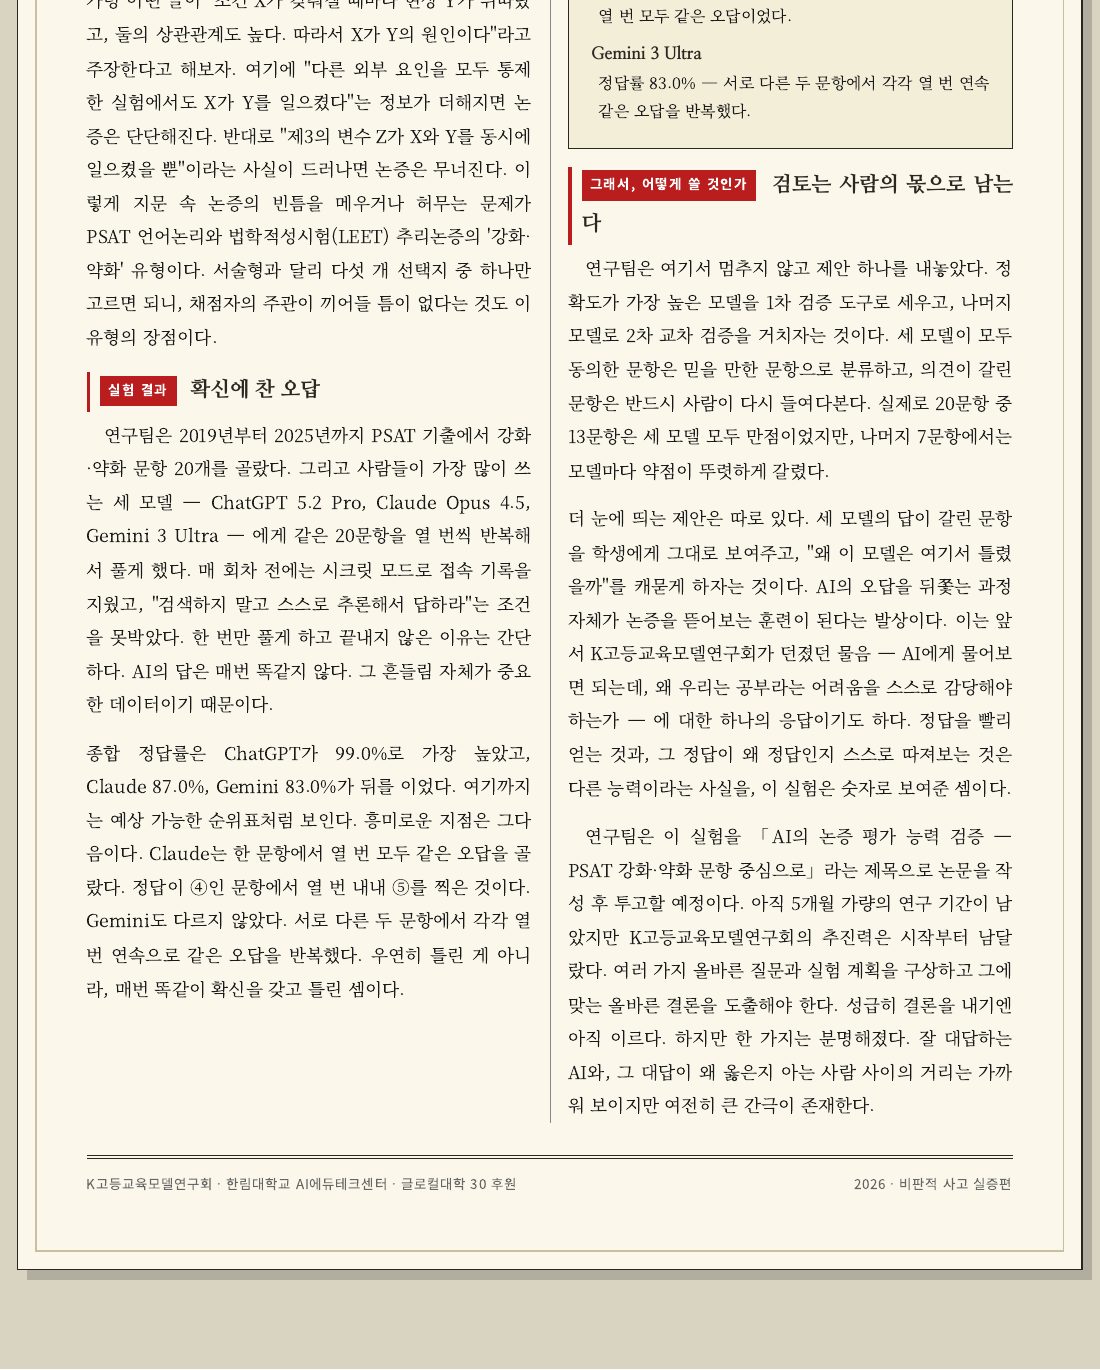 고, 둘의 상관관계도 높다. 따라서 X가 Y의 원인이다"라고
주장한다고 해보자. 여기에 "다른 외부 요인을 모두 통제
한 실험에서도 X가 Y를 일으켰다"는 정보가 더해지면 논
증은 단단해진다. 반대로 "제3의 변수 Z가 X와 Y를 동시에
일으켰을 뿐"이라는 사실이 드러나면 논증은 무너진다. 이
렇게 지문 속 논증의 빈틈을 메우거나 허무는 문제가
PSAT 언어논리와 법학적성시험(LEET) 추리논증의 '강화·
약화' 유형이다. 서술형과 달리 다섯 개 선택지 중 하나만
고르면 되니, 채점자의 주관이 끼어들 틈이 없다는 것도 이
유형의 장점이다.
실험 결과 확신에 찬 오답
연구팀은 2019년부터 2025년까지 PSAT 기출에서 강화
·약화 문항 20개를 골랐다. 그리고 사람들이 가장 많이 쓰
는 세 모델 — ChatGPT 5.2 Pro, Claude Opus 4.5,
Gemini 3 Ultra — 에게 같은 20문항을 열 번씩 반복해
서 풀게 했다. 매 회차 전에는 시크릿 모드로 접속 기록을
지웠고, "검색하지 말고 스스로 추론해서 답하라"는 조건
을 못박았다. 한 번만 풀게 하고 끝내지 않은 이유는 간단
하다. AI의 답은 매번 똑같지 않다. 그 흔들림 자체가 중요
한 데이터이기 때문이다.
종합 정답률은 ChatGPT가 99.0%로 가장 높았고,
Claude 87.0%, Gemini 83.0%가 뒤를 이었다. 여기까지
는 예상 가능한 순위표처럼 보인다. 흥미로운 지점은 그다
음이다. Claude는 한 문항에서 열 번 모두 같은 오답을 골
랐다. 정답이 ④인 문항에서 열 번 내내 ⑤를 찍은 것이다.
Gemini도 다르지 않았다. 서로 다른 두 문항에서 각각 열
번 연속으로 같은 오답을 반복했다. 우연히 틀린 게 아니
라, 매번 똑같이 확신을 갖고 틀린 셈이다.
열 번 모두 같은 오답이었다.
Gemini 3 Ultra
정답률 83.0% — 서로 다른 두 문항에서 각각 열 번 연속
같은 오답을 반복했다.
그래서, 어떻게 쓸 것인가 검토는 사람의 몫으로 남는
다
연구팀은 여기서 멈추지 않고 제안 하나를 내놓았다. 정
확도가 가장 높은 모델을 1차 검증 도구로 세우고, 나머지
모델로 2차 교차 검증을 거치자는 것이다. 세 모델이 모두
동의한 문항은 믿을 만한 문항으로 분류하고, 의견이 갈린
문항은 반드시 사람이 다시 들여다본다. 실제로 20문항 중
13문항은 세 모델 모두 만점이었지만, 나머지 7문항에서는
모델마다 약점이 뚜렷하게 갈렸다.
더 눈에 띄는 제안은 따로 있다. 세 모델의 답이 갈린 문항
을 학생에게 그대로 보여주고, "왜 이 모델은 여기서 틀렸
을까"를 캐묻게 하자는 것이다. AI의 오답을 뒤쫓는 과정
자체가 논증을 뜯어보는 훈련이 된다는 발상이다. 이는 앞
서 K고등교육모델연구회가 던졌던 물음 — AI에게 물어보
면 되는데, 왜 우리는 공부라는 어려움을 스스로 감당해야
하는가 — 에 대한 하나의 응답이기도 하다. 정답을 빨리
얻는 것과, 그 정답이 왜 정답인지 스스로 따져보는 것은
다른 능력이라는 사실을, 이 실험은 숫자로 보여준 셈이다.
연구팀은 이 실험을 「AI의 논증 평가 능력 검증 —
PSAT 강화·약화 문항 중심으로」라는 제목으로 논문을 작
성 후 투고할 예정이다. 아직 5개월 가량의 연구 기간이 남
았지만 K고등교육모델연구회의 추진력은 시작부터 남달
랐다. 여러 가지 올바른 질문과 실험 계획을 구상하고 그에
맞는 올바른 결론을 도출해야 한다. 성급히 결론을 내기엔
아직 이르다. 하지만 한 가지는 분명해졌다. 잘 대답하는
AI와, 그 대답이 왜 옳은지 아는 사람 사이의 거리는 가까
워 보이지만 여전히 큰 간극이 존재한다.
K고등교육모델연구회 · 한림대학교 AI에듀테크센터 · 글로컬대학 30 후원
2026 · 비판적 사고 실증편